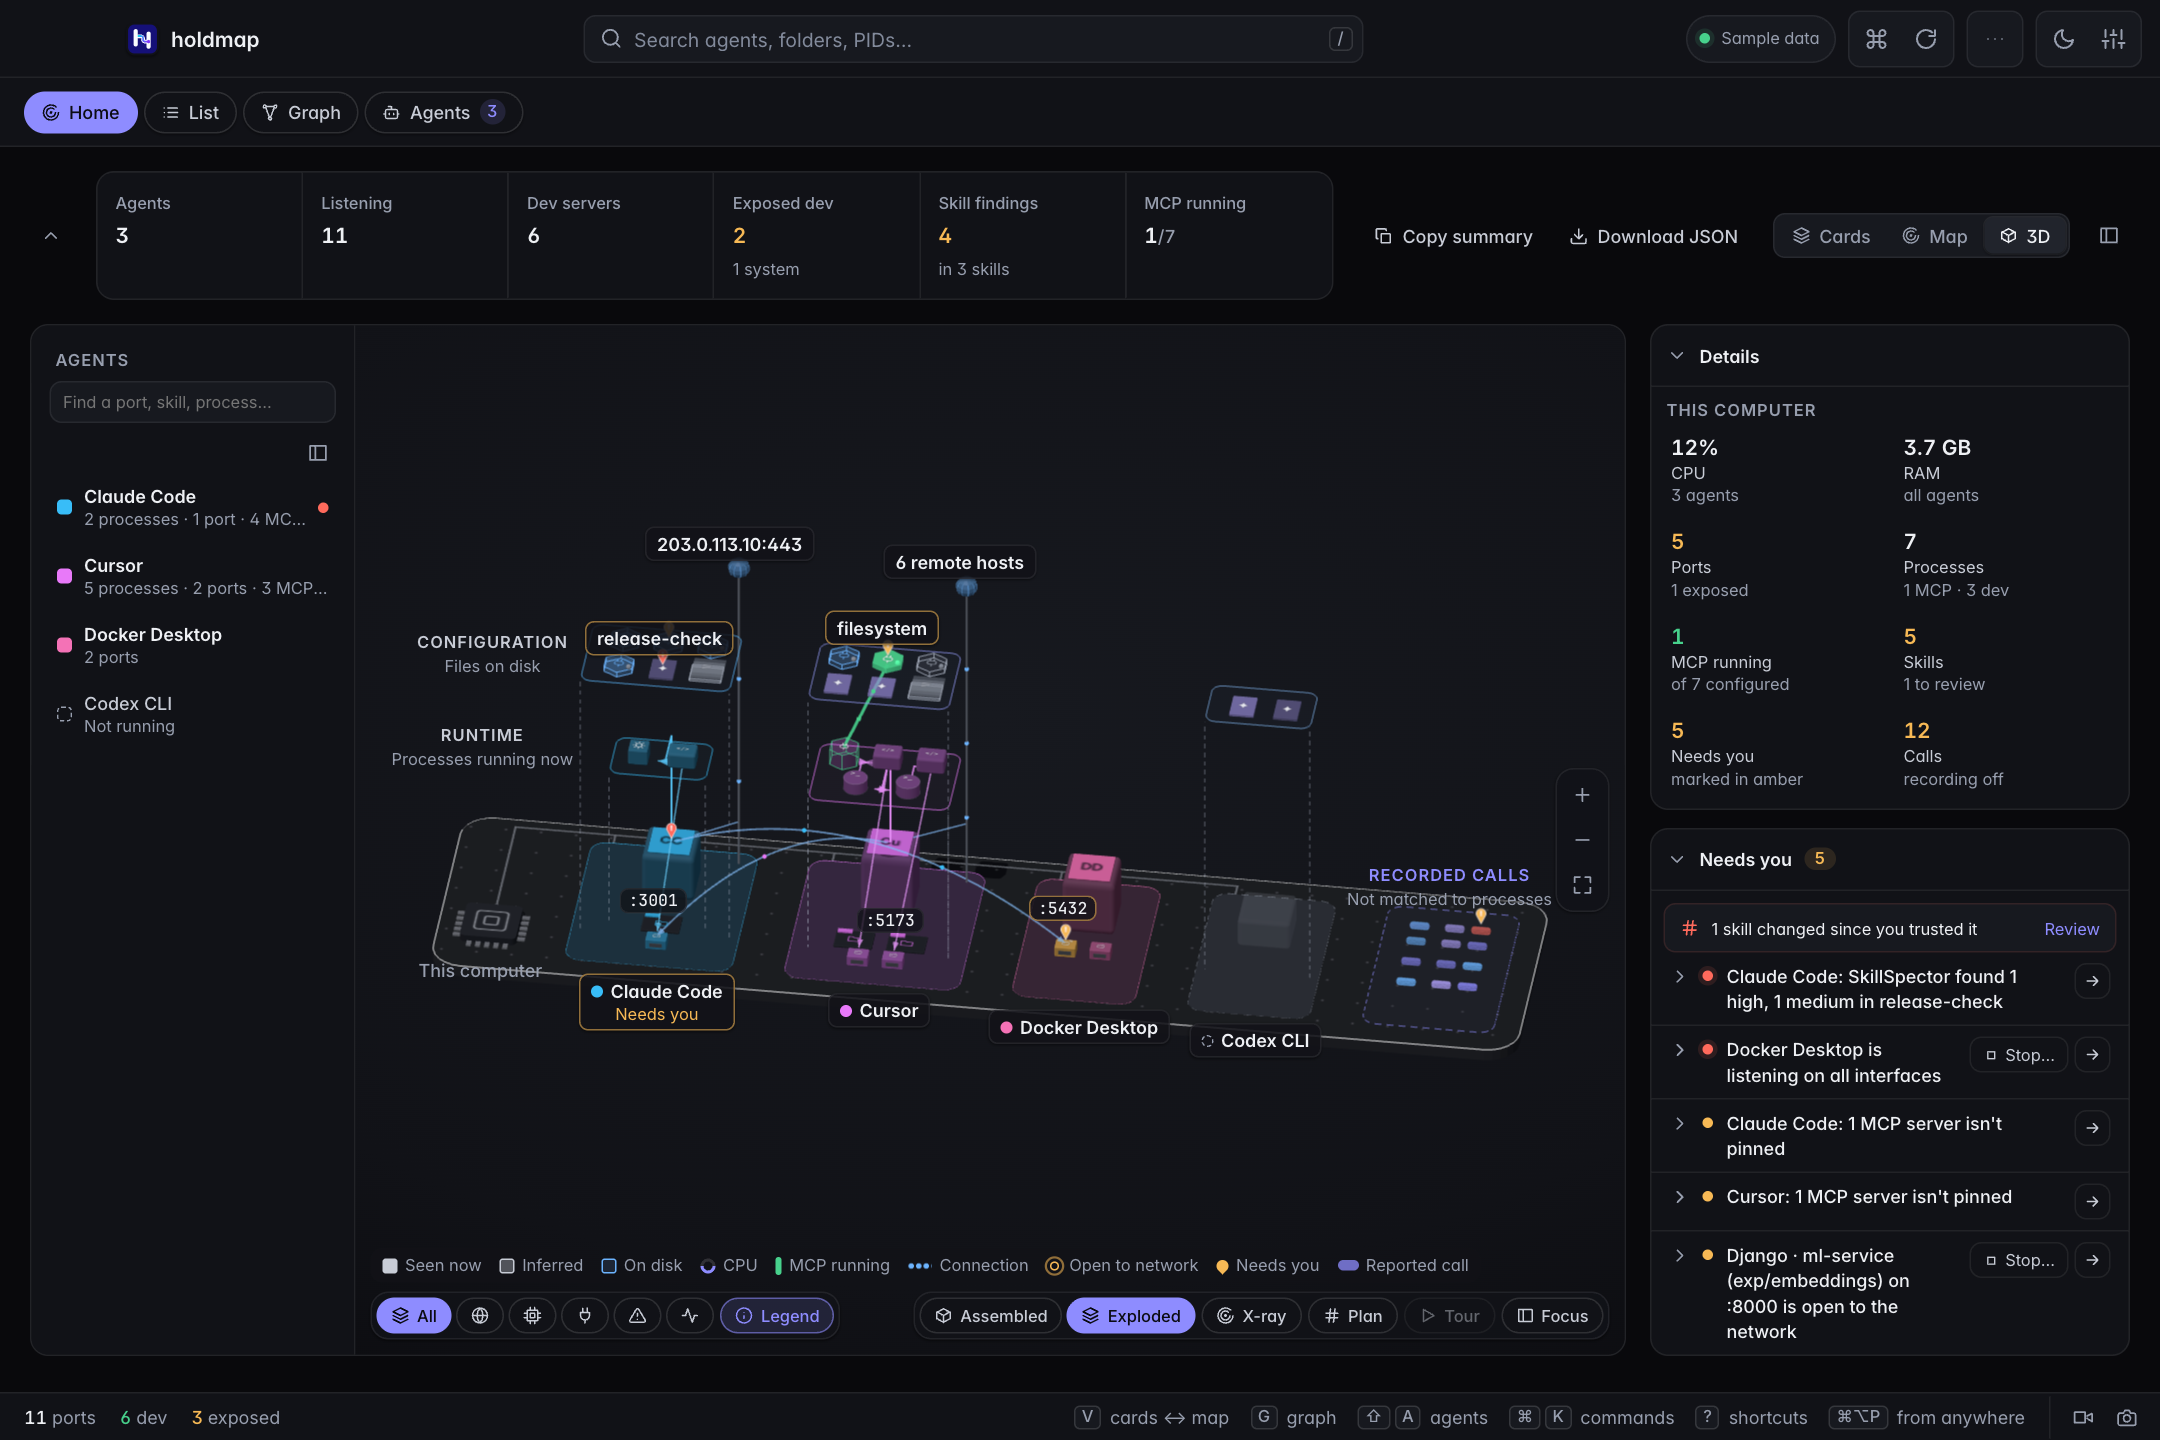 holdmap
Search agents, folders, PIDs...
/
Sample data
Home
List
Graph
Agents 3
Agents
3
Listening
11
Dev servers
6
Exposed dev
2
1 system
Skill findings
4
in 3 skills
MCP running
1/7
Copy summary
Download JSON
Cards
Map
3D
AGENTS
Find a port, skill, process...
Claude Code
2 processes · 1 port · 4 MC...
Cursor
5 processes · 2 ports · 3 MCP...
Docker Desktop
2 ports
Codex CLI
Not running
203.0.113.10:443
6 remote hosts
CONFIGURATION
Files on disk
release-check
filesystem
RUNTIME
Processes running now
CC
Cu
DD
:3001
:5173
:5432
RECORDED CALLS
Not matched to processes
This computer
Claude Code
Needs you
Cursor
Docker Desktop
Codex CLI
Seen now
Inferred
On disk
CPU
MCP running
Connection
Open to network
Needs you
Reported call
All
Legend
Assembled
Exploded
X-ray
Plan
Tour
Focus
Details
THIS COMPUTER
12%
CPU
3 agents
3.7 GB
RAM
all agents
5
Ports
1 exposed
7
Processes
1 MCP · 3 dev
1
MCP running
of 7 configured
5
Skills
1 to review
5
Needs you
marked in amber
12
Calls
recording off
Needs you 5
1 skill changed since you trusted it
Review
Claude Code: SkillSpector found 1
high, 1 medium in release-check
Docker Desktop is
listening on all interfaces
Stop...
Claude Code: 1 MCP server isn't
pinned
Cursor: 1 MCP server isn't pinned
Django · ml-service
(exp/embeddings) on
:8000 is open to the
network
Stop...
11 ports
6 dev
3 exposed
V cards ↔ map
G graph
⇧ A agents
⌘ K commands
? shortcuts
⌘⌥P from anywhere